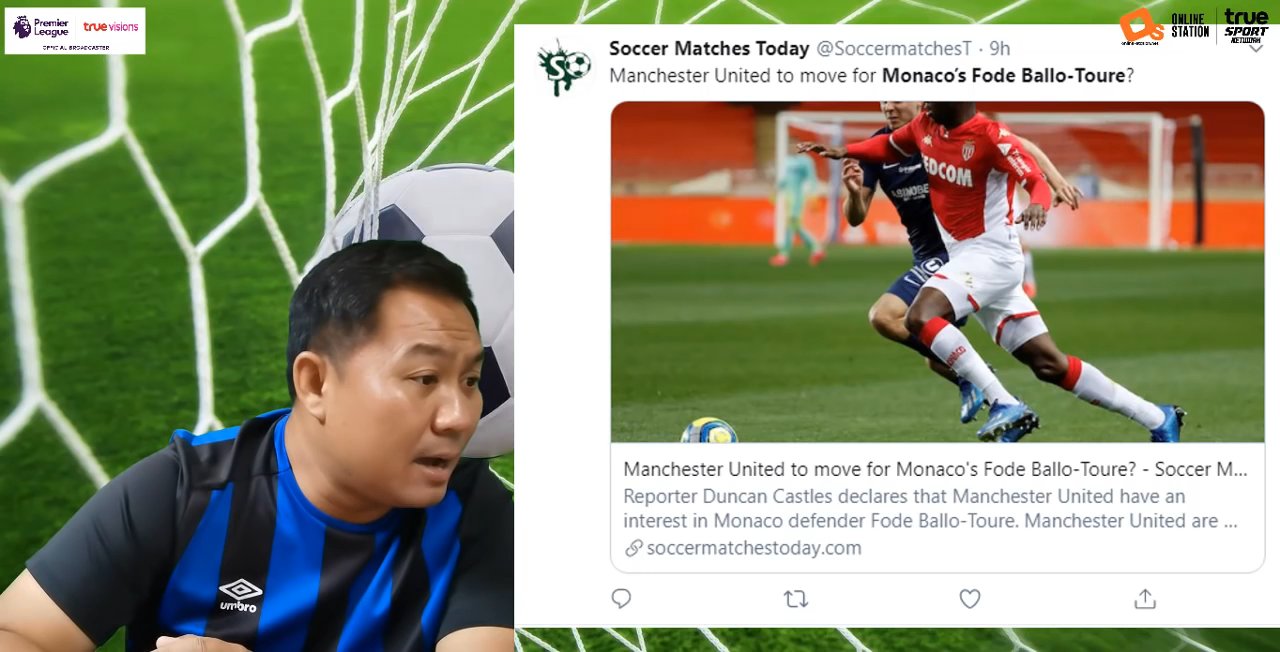 Premier League
true visions
OFFICIAL BROADCASTER
Soccer Matches Today @SoccermatchesT · 9h
Manchester United to move for Monaco's Fode Ballo-Toure?
ONLINE STATION
true SPORT NETWORK
EDCOM
Manchester United to move for Monaco's Fode Ballo-Toure? - Soccer M...
Reporter Duncan Castles declares that Manchester United have an
interest in Monaco defender Fode Ballo-Toure. Manchester United are ...
soccermatchestoday.com
umbro